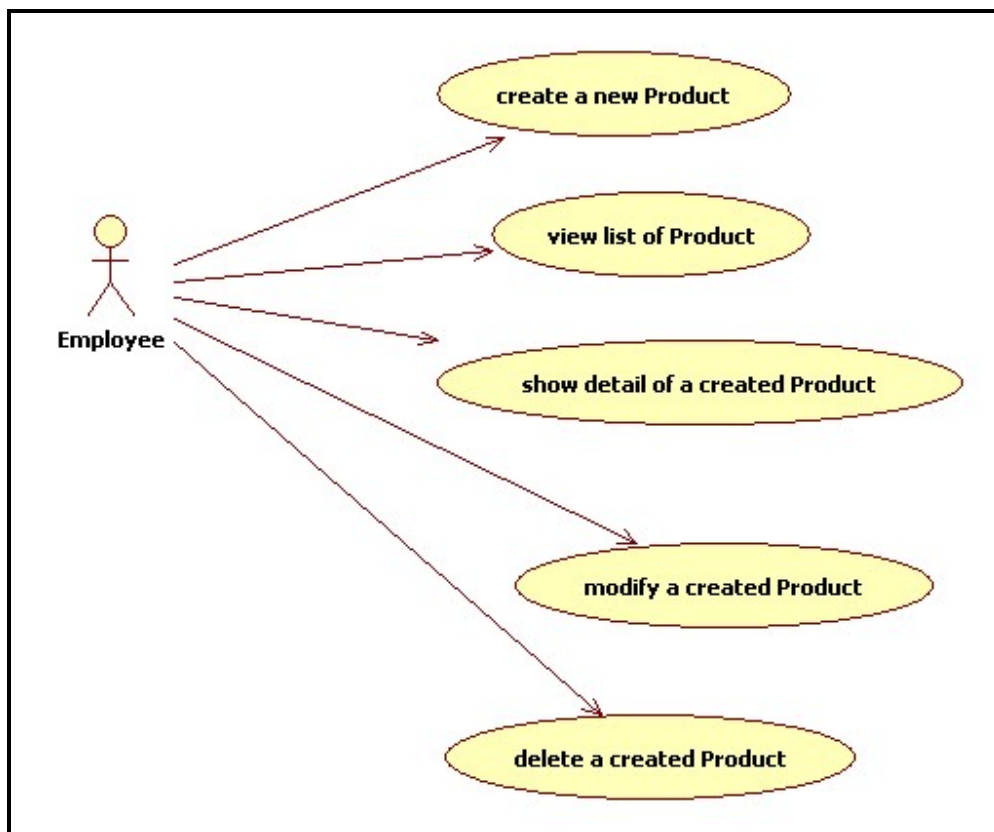 create a new Product
view list of Product
Employee
show detail of a created Product
modify a created Product
delete a created Product